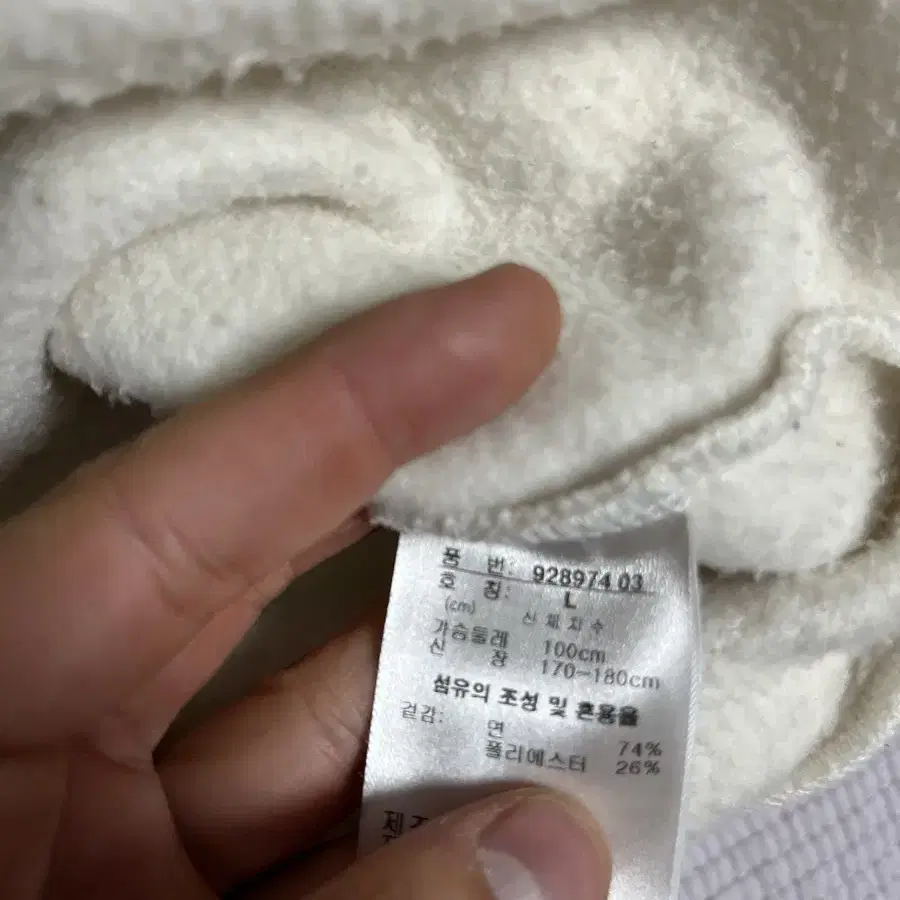 품 번: 928974 03
호 칭: L
(cm) 신체치수
가슴둘레 100cm
신 장 170-180cm
섬유의 조성 및 혼용율
겉감: 면 74%
폴리에스터 26%
제조